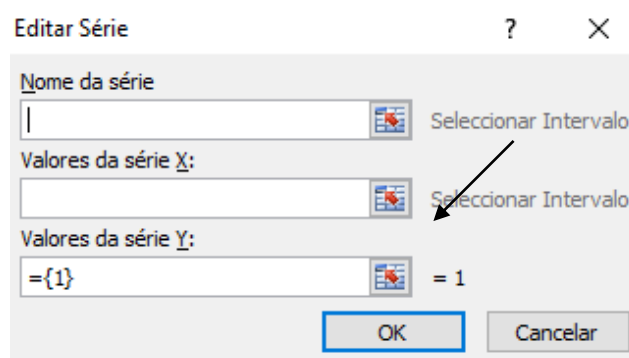 Editar Série ? ×
Nome da série
Seleccionar Intervalo
Valores da série X:
Seleccionar Intervalo
Valores da série Y:
={1} = 1
OK Cancelar